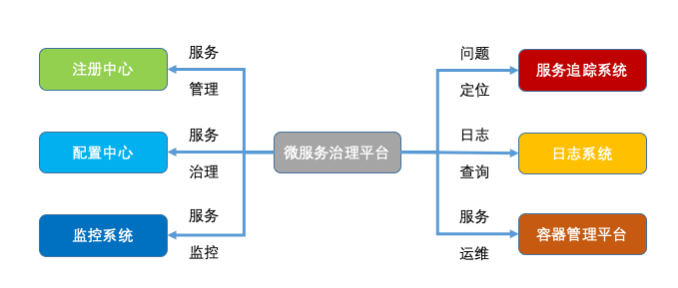 注册中心
服务
管理
配置中心
服务
治理
监控系统
服务
监控
微服务治理平台
问题
定位
服务追踪系统
日志
查询
日志系统
服务
运维
容器管理平台